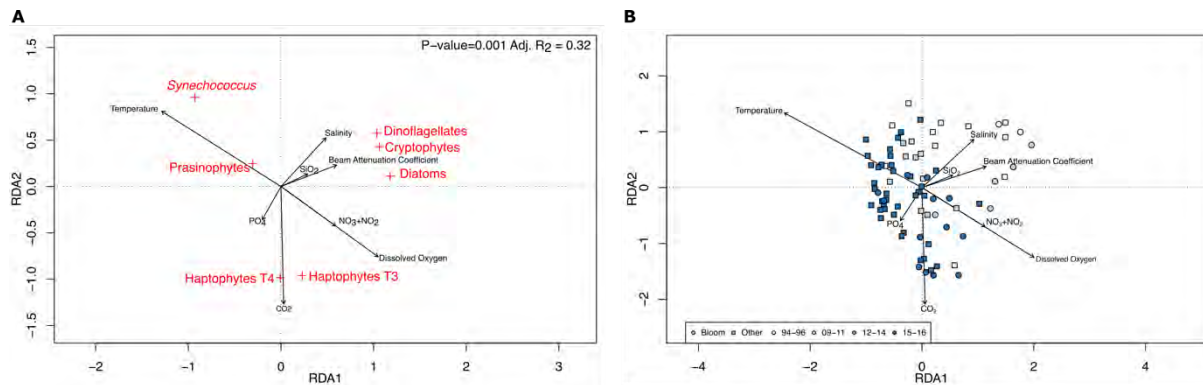 A
P-value=0.001 Adj. R2 = 0.32
Synechococcus
Temperature
Dinoflagellates
Salinity
Cryptophytes
Beam Attenuation Coefficient
Prasinophytes
SiO2
Diatoms
PO4
NO3+NO2
Dissolved Oxygen
Haptophytes T4
Haptophytes T3
CO2
RDA2
1.5
1.0
0.5
0.0
-0.5
-1.0
-1.5
-2
-1
0
1
2
3
RDA1
B
Temperature
Salinity
Beam Attenuation Coefficient
SiO2
PO4
NO3+NO2
Dissolved Oxygen
CO2
Bloom Other 94-96 09-11 12-14 15-16
RDA2
2
1
0
-1
-2
-4
-2
0
2
4
RDA1